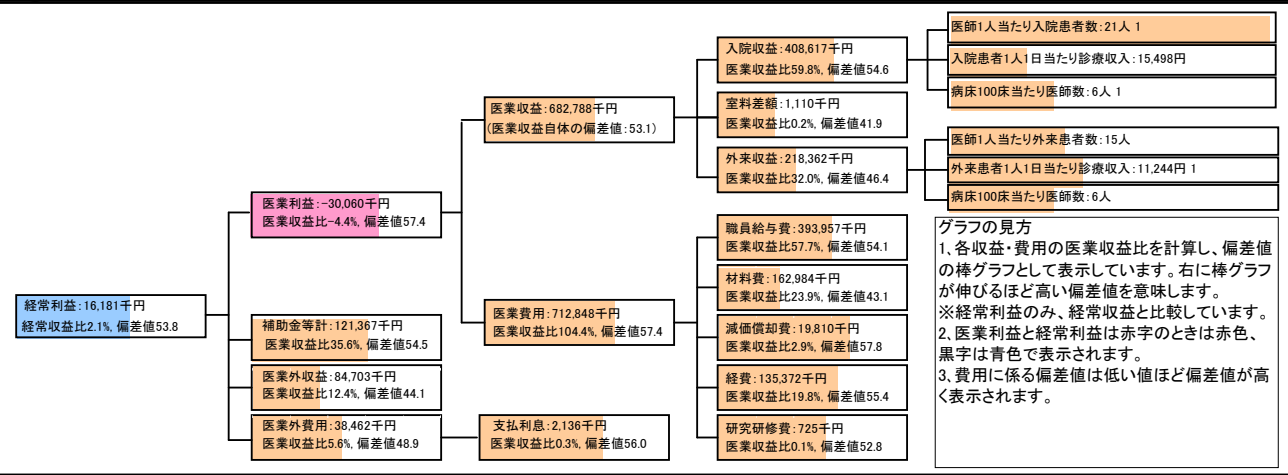 経常利益：16,181千円
経常収益比2.1%, 偏差値53.8
医業利益：-30,060千円
医業収益比-4.4%, 偏差値57.4
補助金等計：121,367千円
医業収益比35.6%, 偏差値54.5
医業外収益：84,703千円
医業収益比12.4%, 偏差値44.1
医業外費用：38,462千円
医業収益比5.6%, 偏差値48.9
医業収益：682,788千円
(医業収益自体の偏差値：53.1)
医業費用：712,848千円
医業収益比104.4%, 偏差値57.4
支払利息：2,136千円
医業収益比0.3%, 偏差値56.0
入院収益：408,617千円
医業収益比59.8%, 偏差値54.6
室料差額：1,110千円
医業収益比0.2%, 偏差値41.9
外来収益：218,362千円
医業収益比32.0%, 偏差値46.4
職員給与費：393,957千円
医業収益比57.7%, 偏差値54.1
材料費：162,984千円
医業収益比23.9%, 偏差値43.1
減価償却費：19,810千円
医業収益比2.9%, 偏差値57.8
経費：135,372千円
医業収益比19.8%, 偏差値55.4
研究研修費：725千円
医業収益比0.1%, 偏差値52.8
医師1人当たり入院患者数：21人 1
入院患者1人1日当たり診療収入：15,498円
病床100床当たり医師数：6人 1
医師1人当たり外来患者数：15人
外来患者1人1日当たり診療収入：11,244円 1
病床100床当たり医師数：6人
グラフの見方
1、各収益・費用の医業収益比を計算し、偏差値
の棒グラフとして表示しています。右に棒グラフ
が伸びるほど高い偏差値を意味します。
※経常利益のみ、経常収益と比較しています。
2、医業利益と経常利益は赤字のときは赤色、
黒字は青色で表示されます。
3、費用に係る偏差値は低い値ほど偏差値が高
く表示されます。